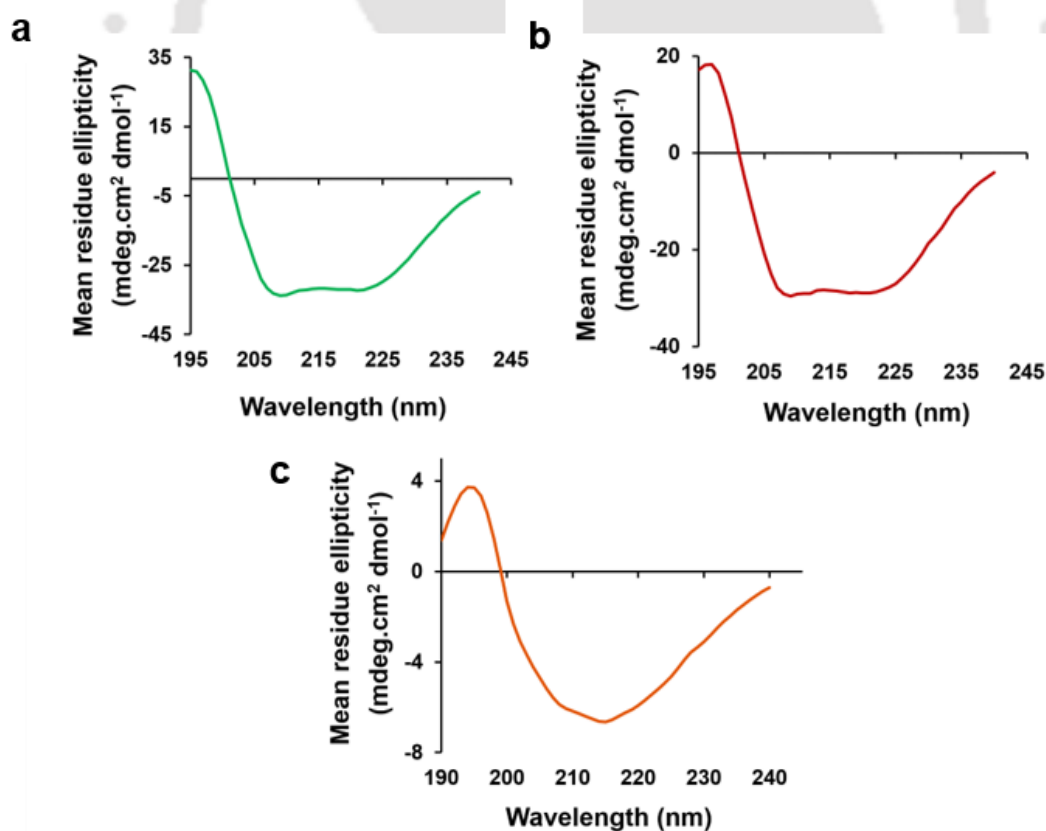 a
Mean residue ellipticity
(mdeg.cm² dmol⁻¹)
35
15
-5
-25
-45
195 205 215 225 235 245
Wavelength (nm)
b
Mean residue ellipticity
(mdeg.cm² dmol⁻¹)
20
0
-20
-40
195 205 215 225 235 245
Wavelength (nm)
c
Mean residue ellipticity
(mdeg.cm² dmol⁻¹)
4
0
-4
-8
190 200 210 220 230 240
Wavelength (nm)